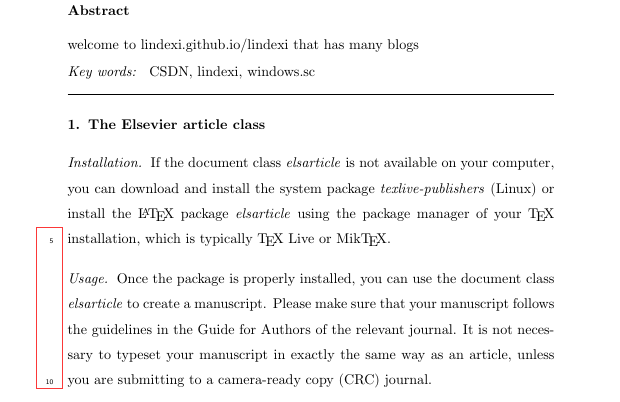 Abstract
welcome to lindexi.github.io/lindexi that has many blogs
Key words: CSDN, lindexi, windows.sc
1. The Elsevier article class
Installation. If the document class elsarticle is not available on your computer,
you can download and install the system package texlive-publishers (Linux) or
install the LATEX package elsarticle using the package manager of your TEX
5 installation, which is typically TEX Live or MikTEX.
Usage. Once the package is properly installed, you can use the document class
elsarticle to create a manuscript. Please make sure that your manuscript follows
the guidelines in the Guide for Authors of the relevant journal. It is not neces-
sary to typeset your manuscript in exactly the same way as an article, unless
10 you are submitting to a camera-ready copy (CRC) journal.